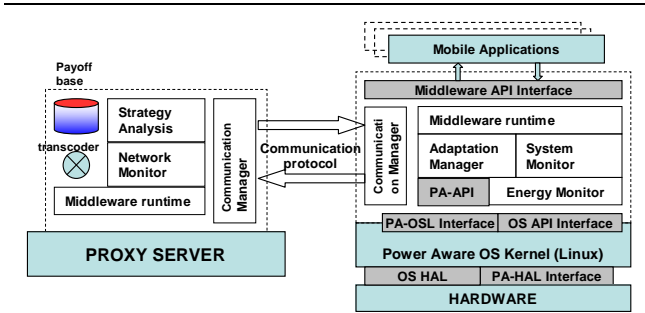 Payoff
base
transcoder
Strategy
Analysis
Network
Monitor
Middleware runtime
Communication
Manager
PROXY SERVER
Communication
protocol
Mobile Applications
Middleware API Interface
Communicati
on Manager
Middleware runtime
Adaptation
Manager
System
Monitor
PA-API
Energy Monitor
PA-OSL Interface
OS API Interface
Power Aware OS Kernel (Linux)
OS HAL
PA-HAL Interface
HARDWARE